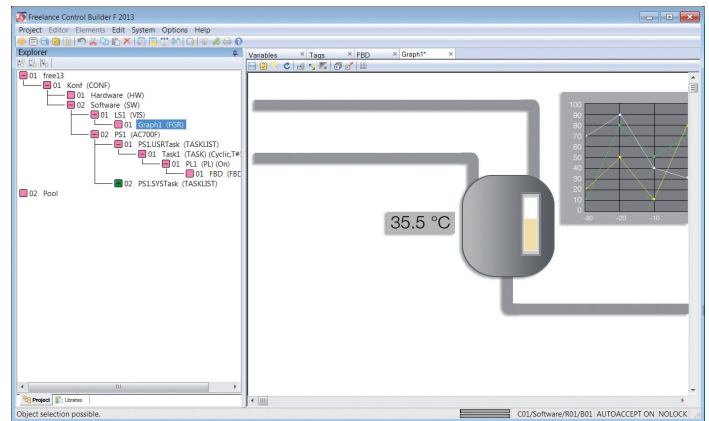 Freelance Control Builder F 2013
Project Editor Elements Edit System Options Help
Explorer
01 free13
01 Konf (CONF)
01 Hardware (HW)
02 Software (SW)
01 LS1 (VIS)
01 Graph1 (FGR)
02 PS1 (AC700F)
01 PS1.USRTask (TASKLIST)
01 Task1 (TASK) (Cyclic,T#
01 PL1 (PL) (On)
01 FBD (FBD
02 PS1.SYSTask (TASKLIST)
02 Pool
Project Libraries
Variables Tags FBD Graph1*
35.5 °C
100
90
80
70
60
50
40
30
20
10
0
-30 -20 -10
Object selection possible.
C01/Software/R01/B01 AUTOACCEPT ON NOLOCK